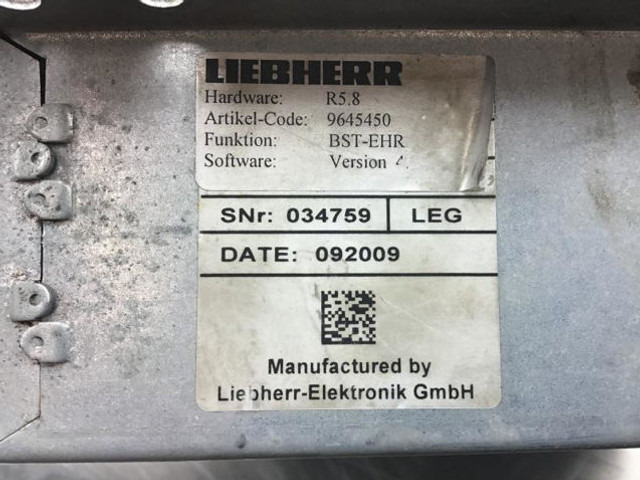 LIEBHERR
Hardware: R5.8
Artikel-Code: 9645450
Funktion: BST-EHR
Software: Version
SNr: 034759 LEG
DATE: 092009
Manufactured by
Liebherr-Elektronik GmbH